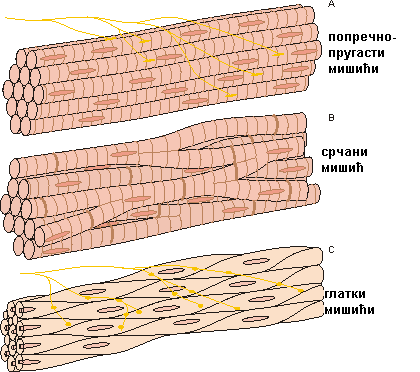 A
попречно-
пругасти
мишићи
B
срчани
мишић
C
глатки
мишићи